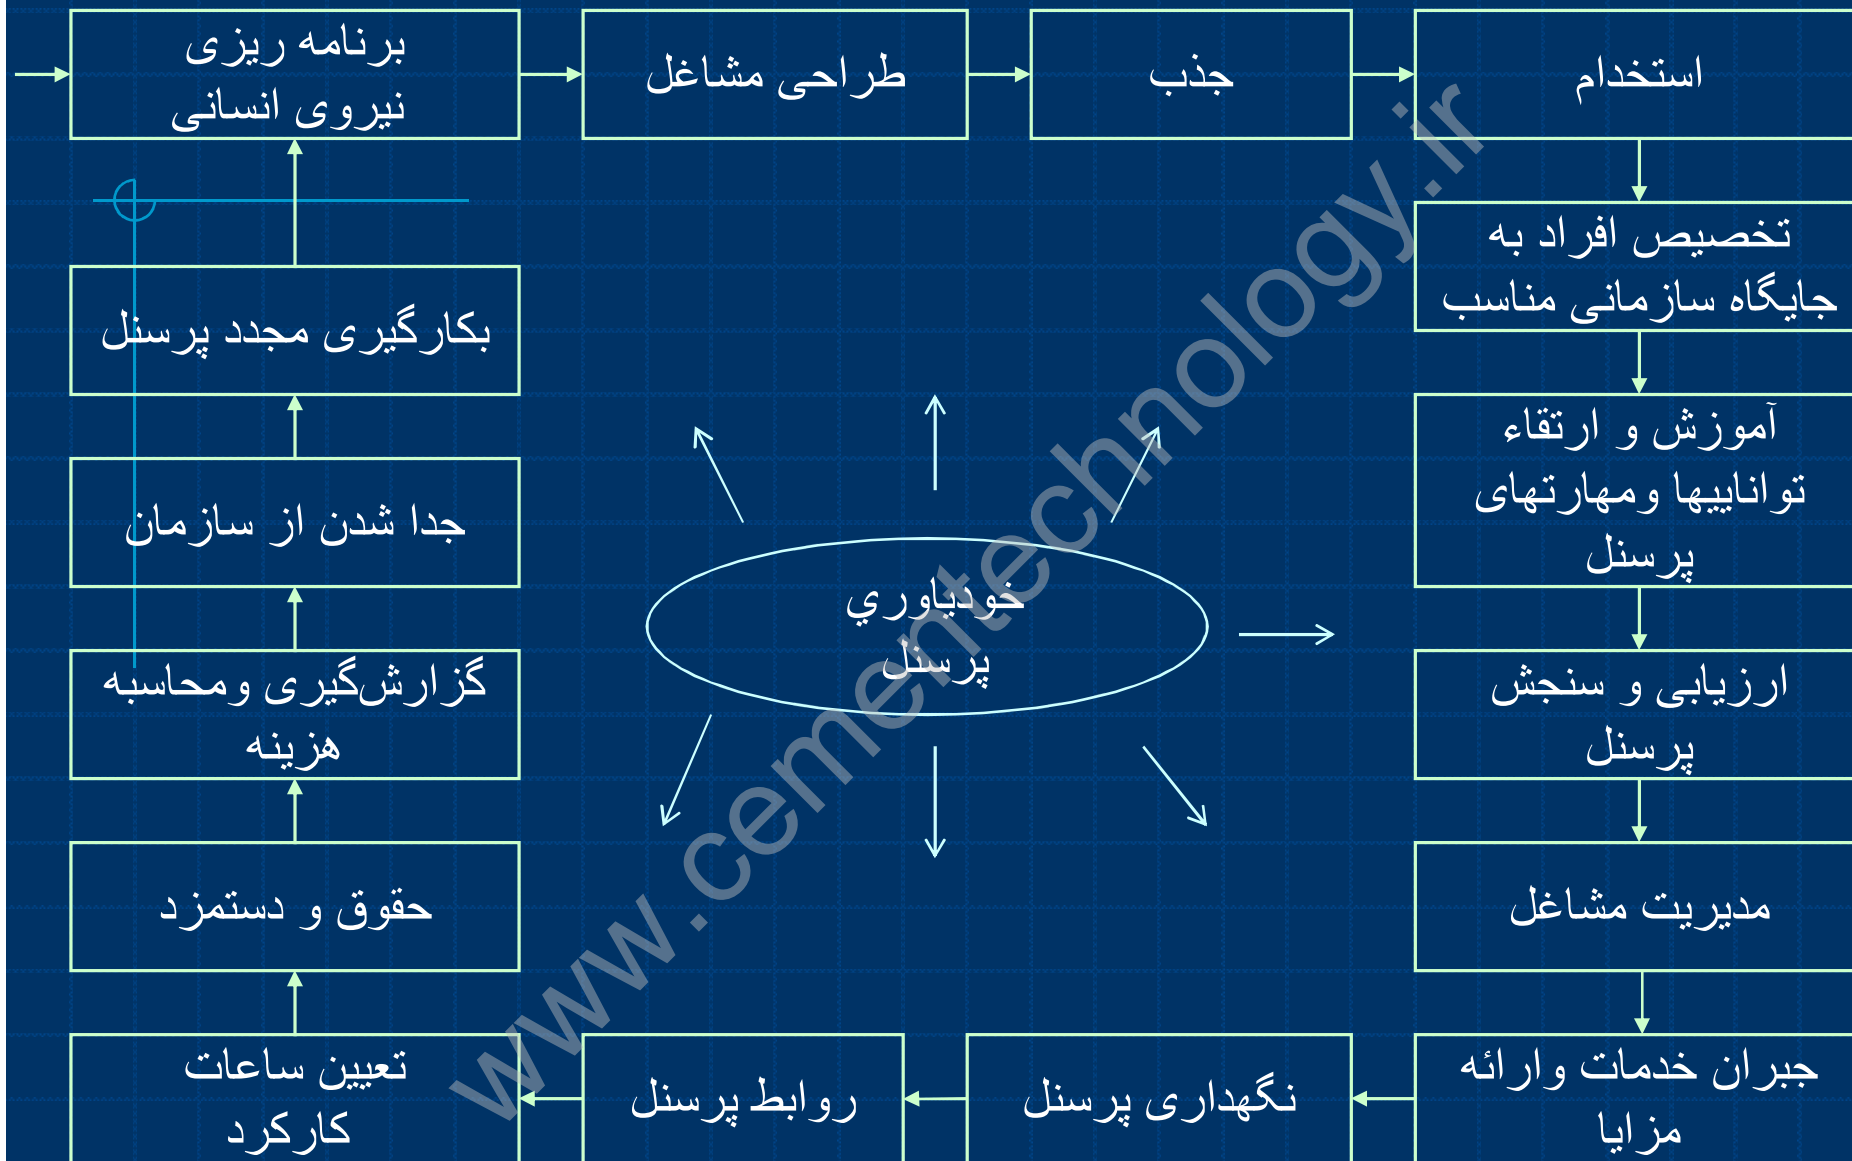 برنامه ریزی
نیروی انسانی
طراحی مشاغل
جذب
استخدام
تخصیص افراد به
جایگاه سازمانی مناسب
آموزش و ارتقاء
تواناییها ومهارتهای
پرسنل
ارزیابی و سنجش
پرسنل
مدیریت مشاغل
جبران خدمات وارائه
مزایا
نگهداری پرسنل
روابط پرسنل
تعیین ساعات
کارکرد
حقوق و دستمزد
گزارش‌گیری ومحاسبه
هزینه
جدا شدن از سازمان
بکارگیری مجدد پرسنل
خودياوري
پرسنل
www.cementechnology.ir